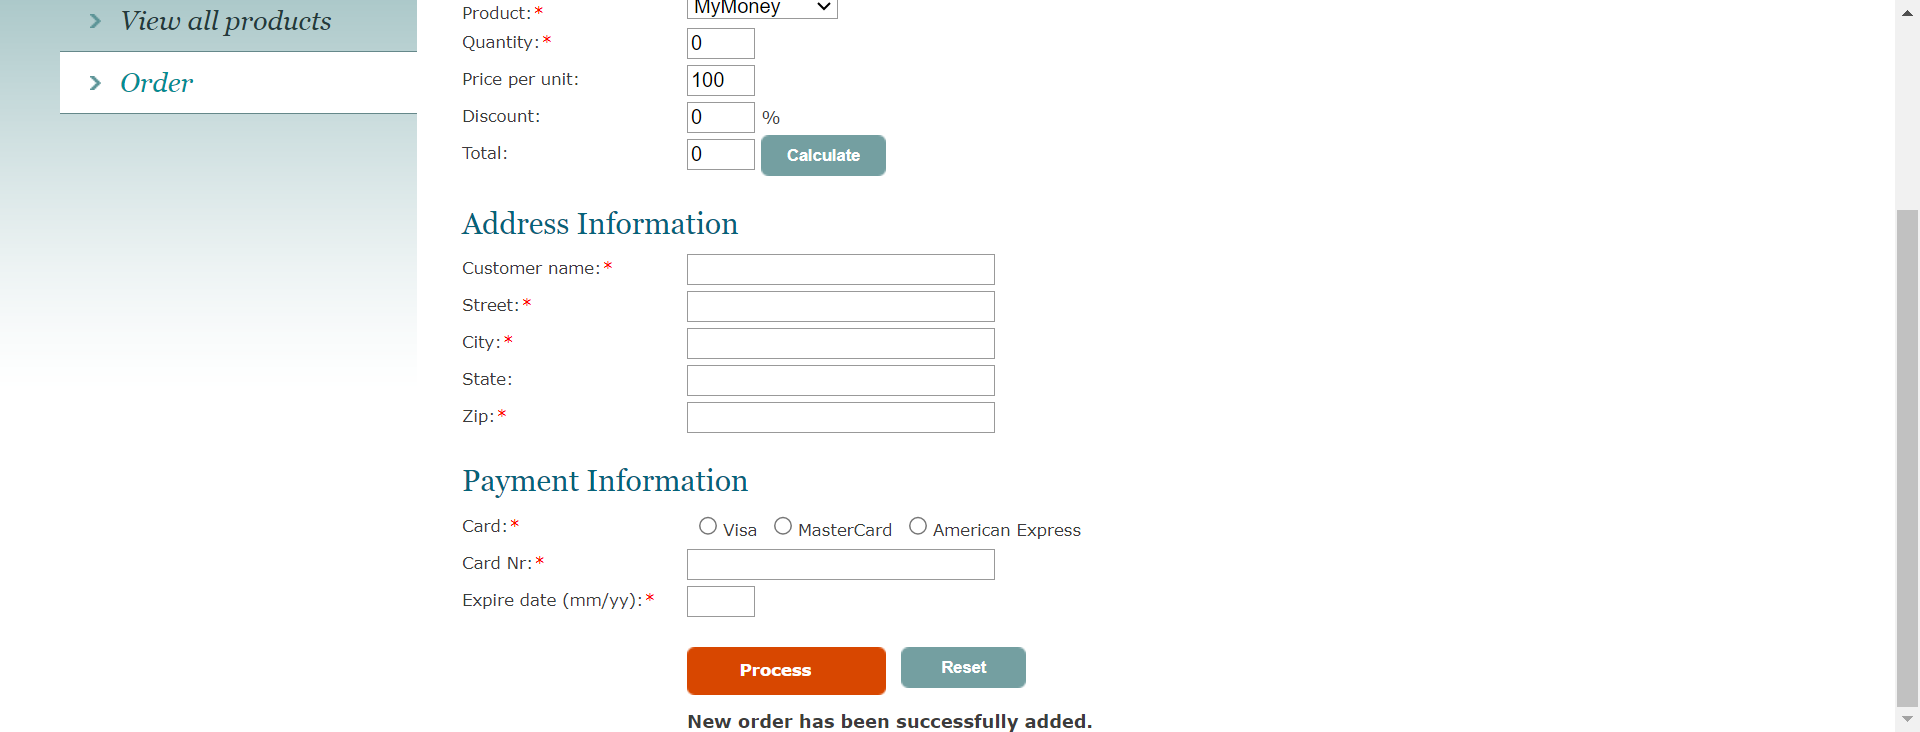 View all products
Order
Product:* MyMoney
Quantity:* 0
Price per unit: 100
Discount: 0 %
Total: 0 Calculate
Address Information
Customer name:*
Street:*
City:*
State:
Zip:*
Payment Information
Card:* Visa MasterCard American Express
Card Nr:*
Expire date (mm/yy):*
Process Reset
New order has been successfully added.